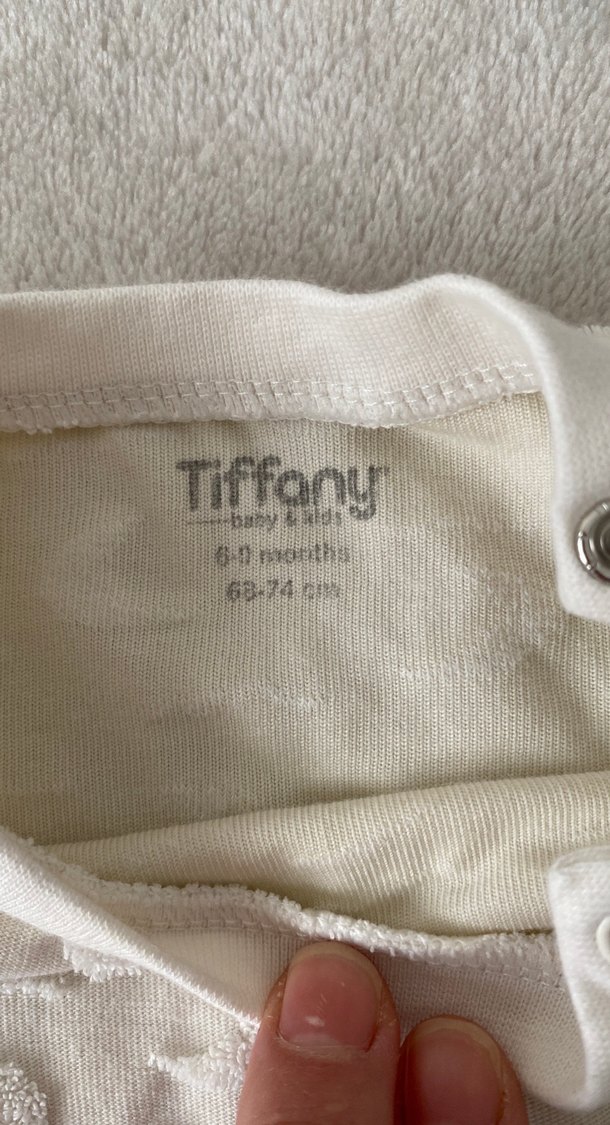 Tiffany
baby & kids
6-9 months
68-74 cm